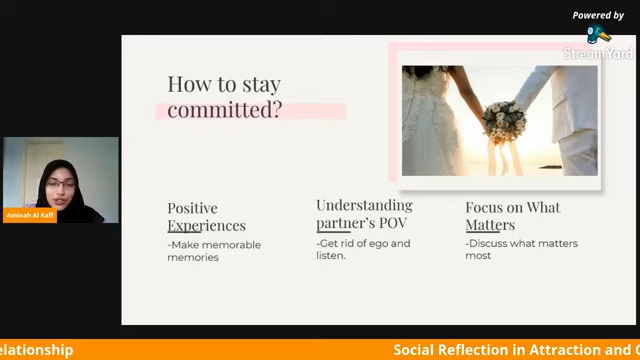 Powered by
StreamYard
How to stay
committed?
Aminah Al Kaff
Positive
Experiences
-Make memorable
memories
Understanding
partner's POV
-Get rid of ego and
listen.
Focus on What
Matters
-Discuss what matters
most
elationship
Social Reflection in Attraction and C